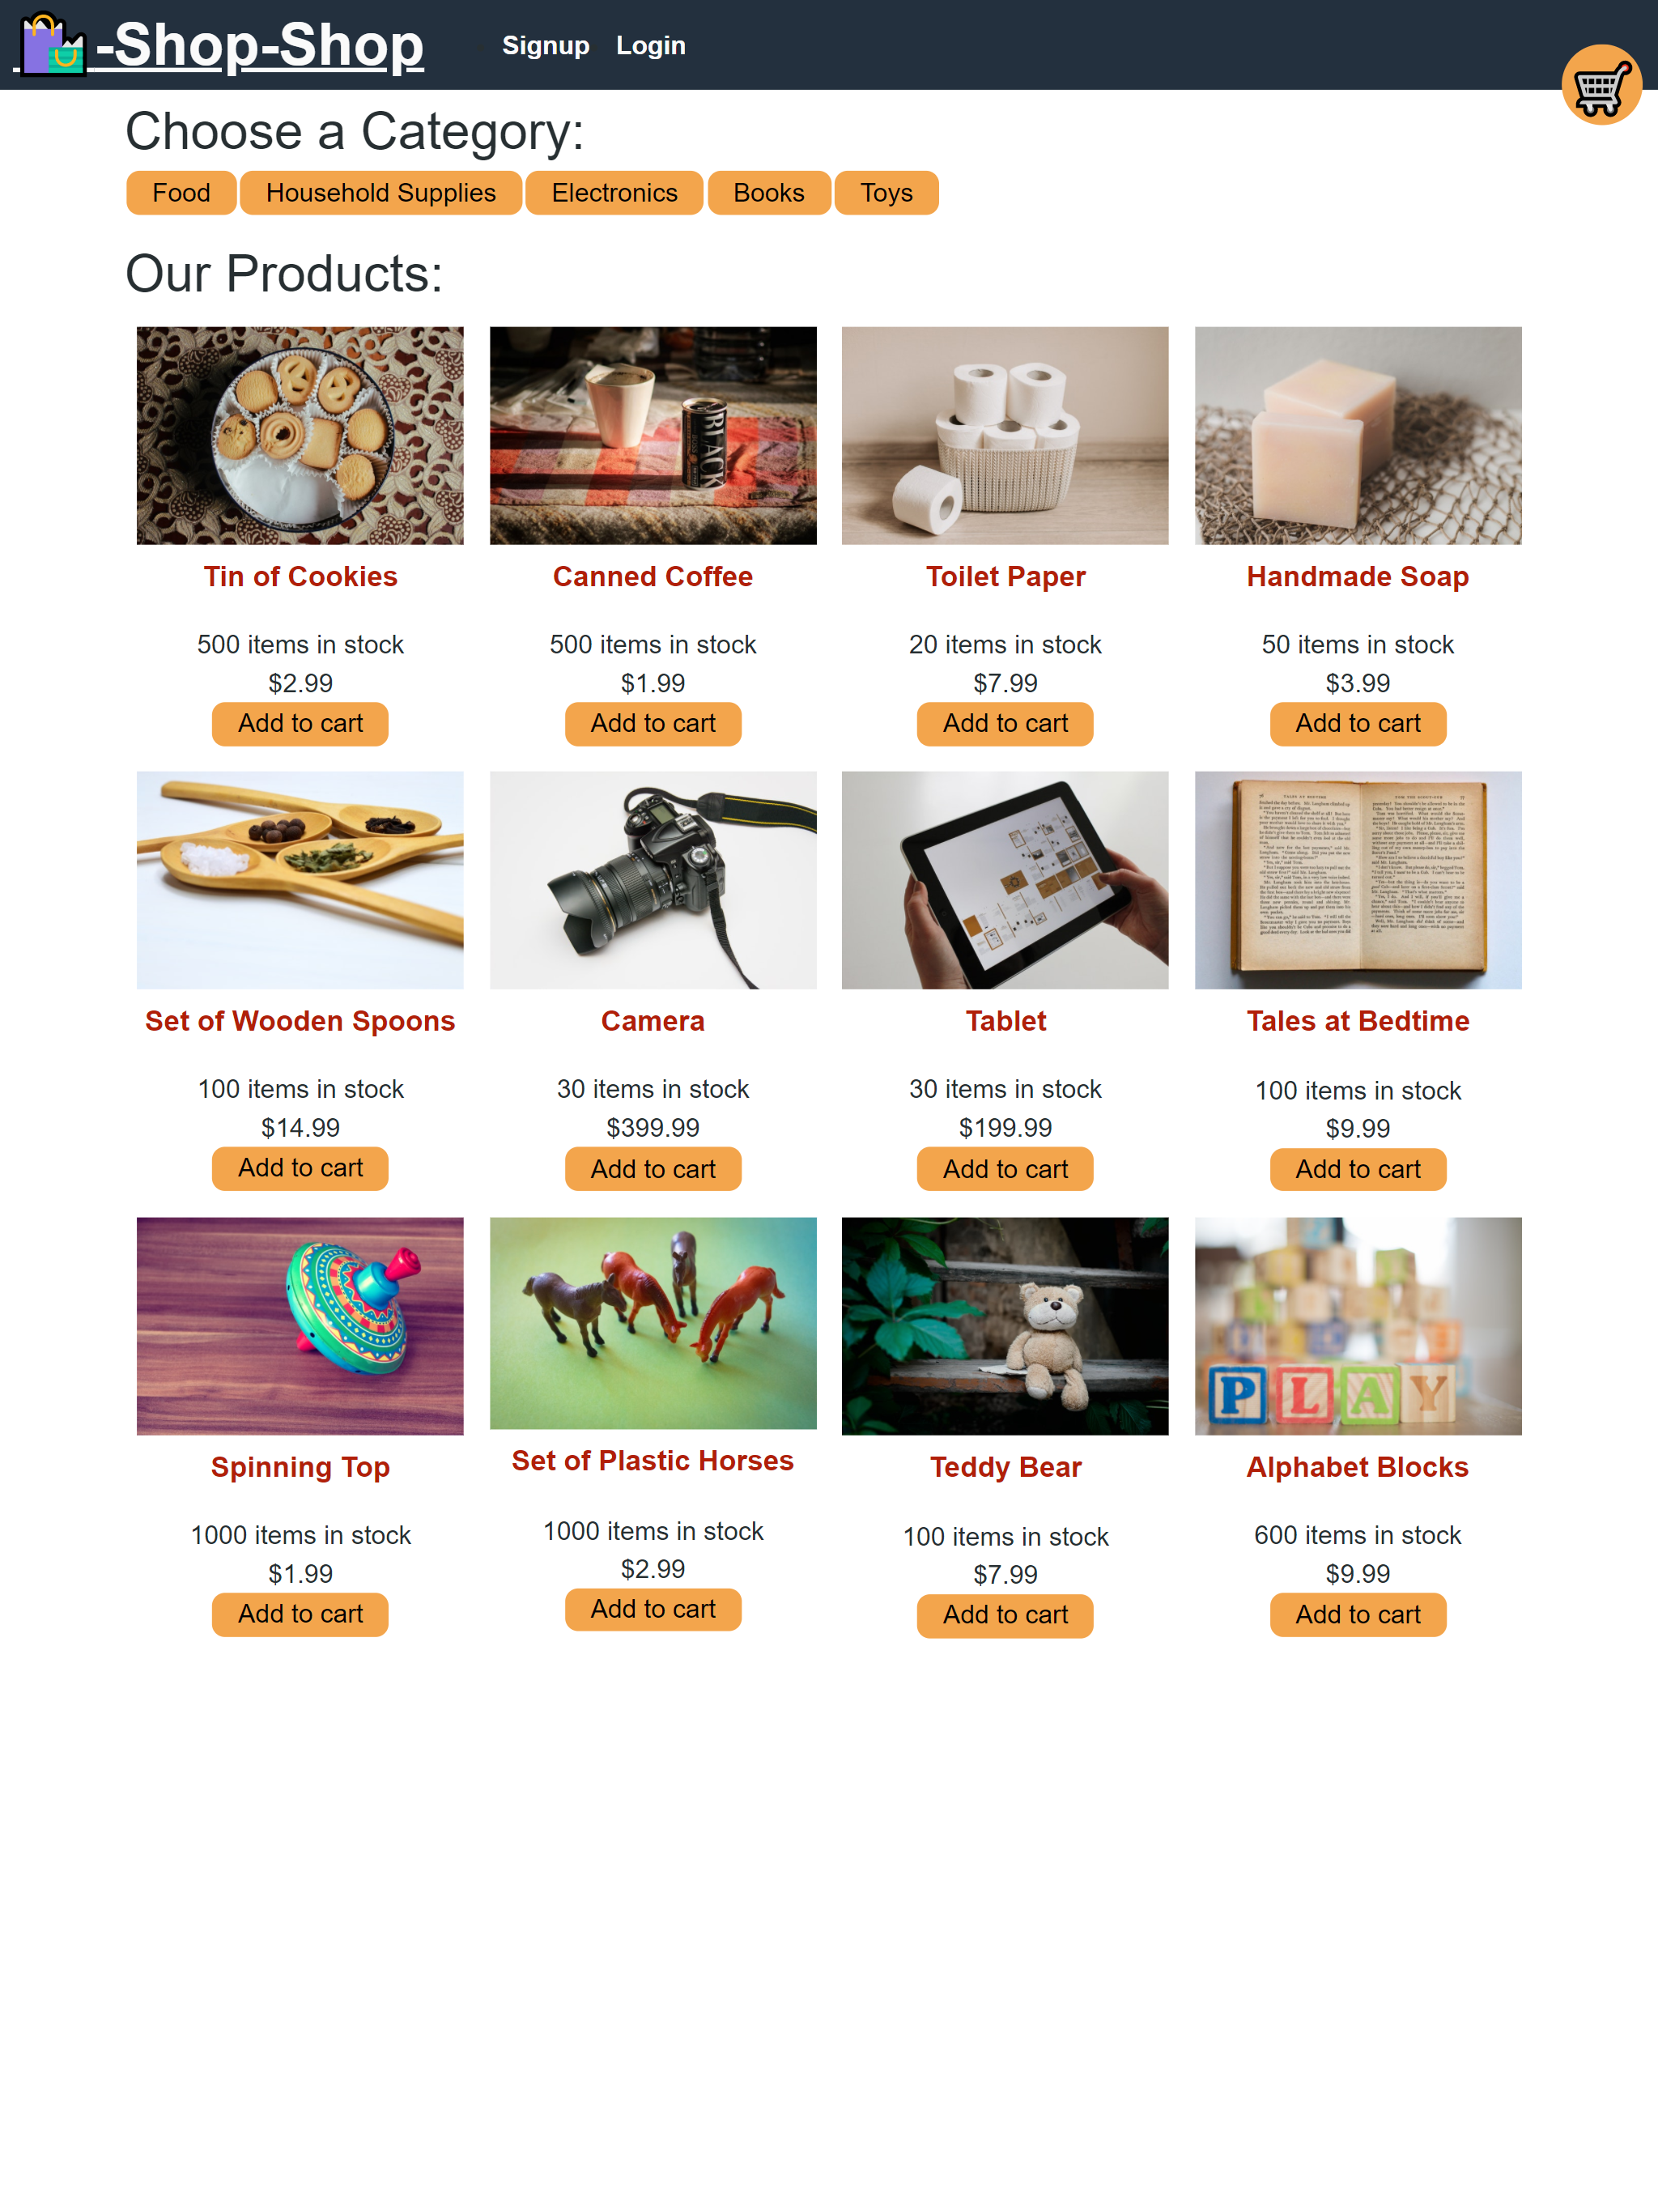 -Shop-Shop
Signup Login
Choose a Category:
Food Household Supplies Electronics Books Toys
Our Products:
BLACK
Tin of Cookies Canned Coffee Toilet Paper Handmade Soap
500 items in stock 500 items in stock 20 items in stock 50 items in stock
$2.99 $1.99 $7.99 $3.99
Add to cart Add to cart Add to cart Add to cart
TALES AT BEDTIME
Set of Wooden Spoons Camera Tablet Tales at Bedtime
100 items in stock 30 items in stock 30 items in stock 100 items in stock
$14.99 $399.99 $199.99 $9.99
Add to cart Add to cart Add to cart Add to cart
PLAY
Spinning Top Set of Plastic Horses Teddy Bear Alphabet Blocks
1000 items in stock 1000 items in stock 100 items in stock 600 items in stock
$1.99 $2.99 $7.99 $9.99
Add to cart Add to cart Add to cart Add to cart